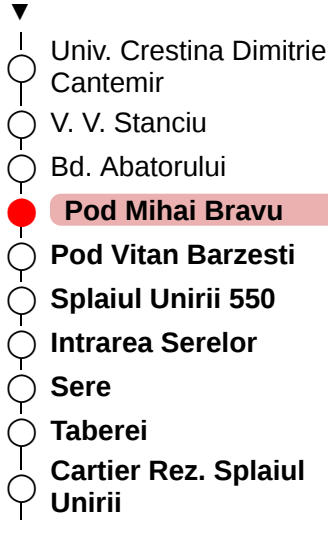 Univ. Crestina Dimitrie
Cantemir
V. V. Stanciu
Bd. Abatorului
Pod Mihai Bravu
Pod Vitan Barzesti
Splaiul Unirii 550
Intrarea Serelor
Sere
Taberei
Cartier Rez. Splaiul
Unirii